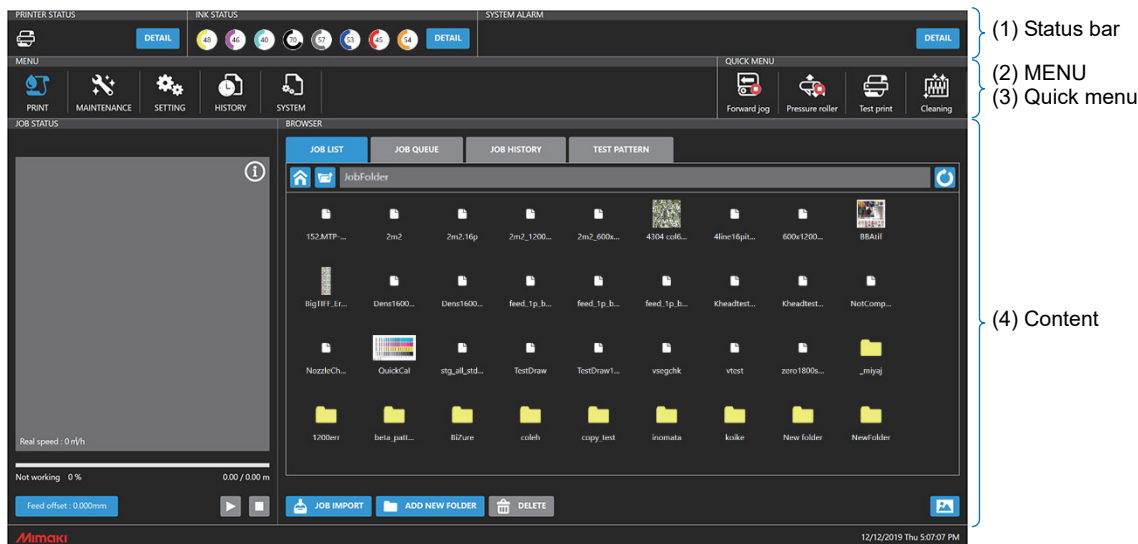 PRINTER STATUS INK STATUS SYSTEM ALARM
DETAIL 48 46 40 70 57 53 45 54 DETAIL DETAIL
(1) Status bar
MENU QUICK MENU
(2) MENU
(3) Quick menu
PRINT MAINTENANCE SETTING HISTORY SYSTEM Forward jog Pressure roller Test print Cleaning
JOB STATUS BROWSER
JOB LIST JOB QUEUE JOB HISTORY TEST PATTERN
JobFolder
152.MTP-... 2m2 2m2.16p 2m2_1200... 2m2_600x... 4304 col6... 4line16pit... 600x1200... BBAtif
BigTIFF_Er... Dens1600... Dens1600... feed_1p_b... feed_1p_b... feed_1p_b... Kheadtest... Kheadtest... NotComp...
(4) Content
NozzleCh... QuickCal stg_all_std... TestDraw TestDraw1... vsegchk vtest zero1800s... _miyaj
1200err beta_patt... BiZure coleh copy_test inomata koike New folder NewFolder
Real speed : 0 ㎡/h
Not working 0 % 0.00 / 0.00 m
Feed offset : 0.000mm JOB IMPORT ADD NEW FOLDER DELETE
Mimaki 12/12/2019 Thu 5:07:07 PM